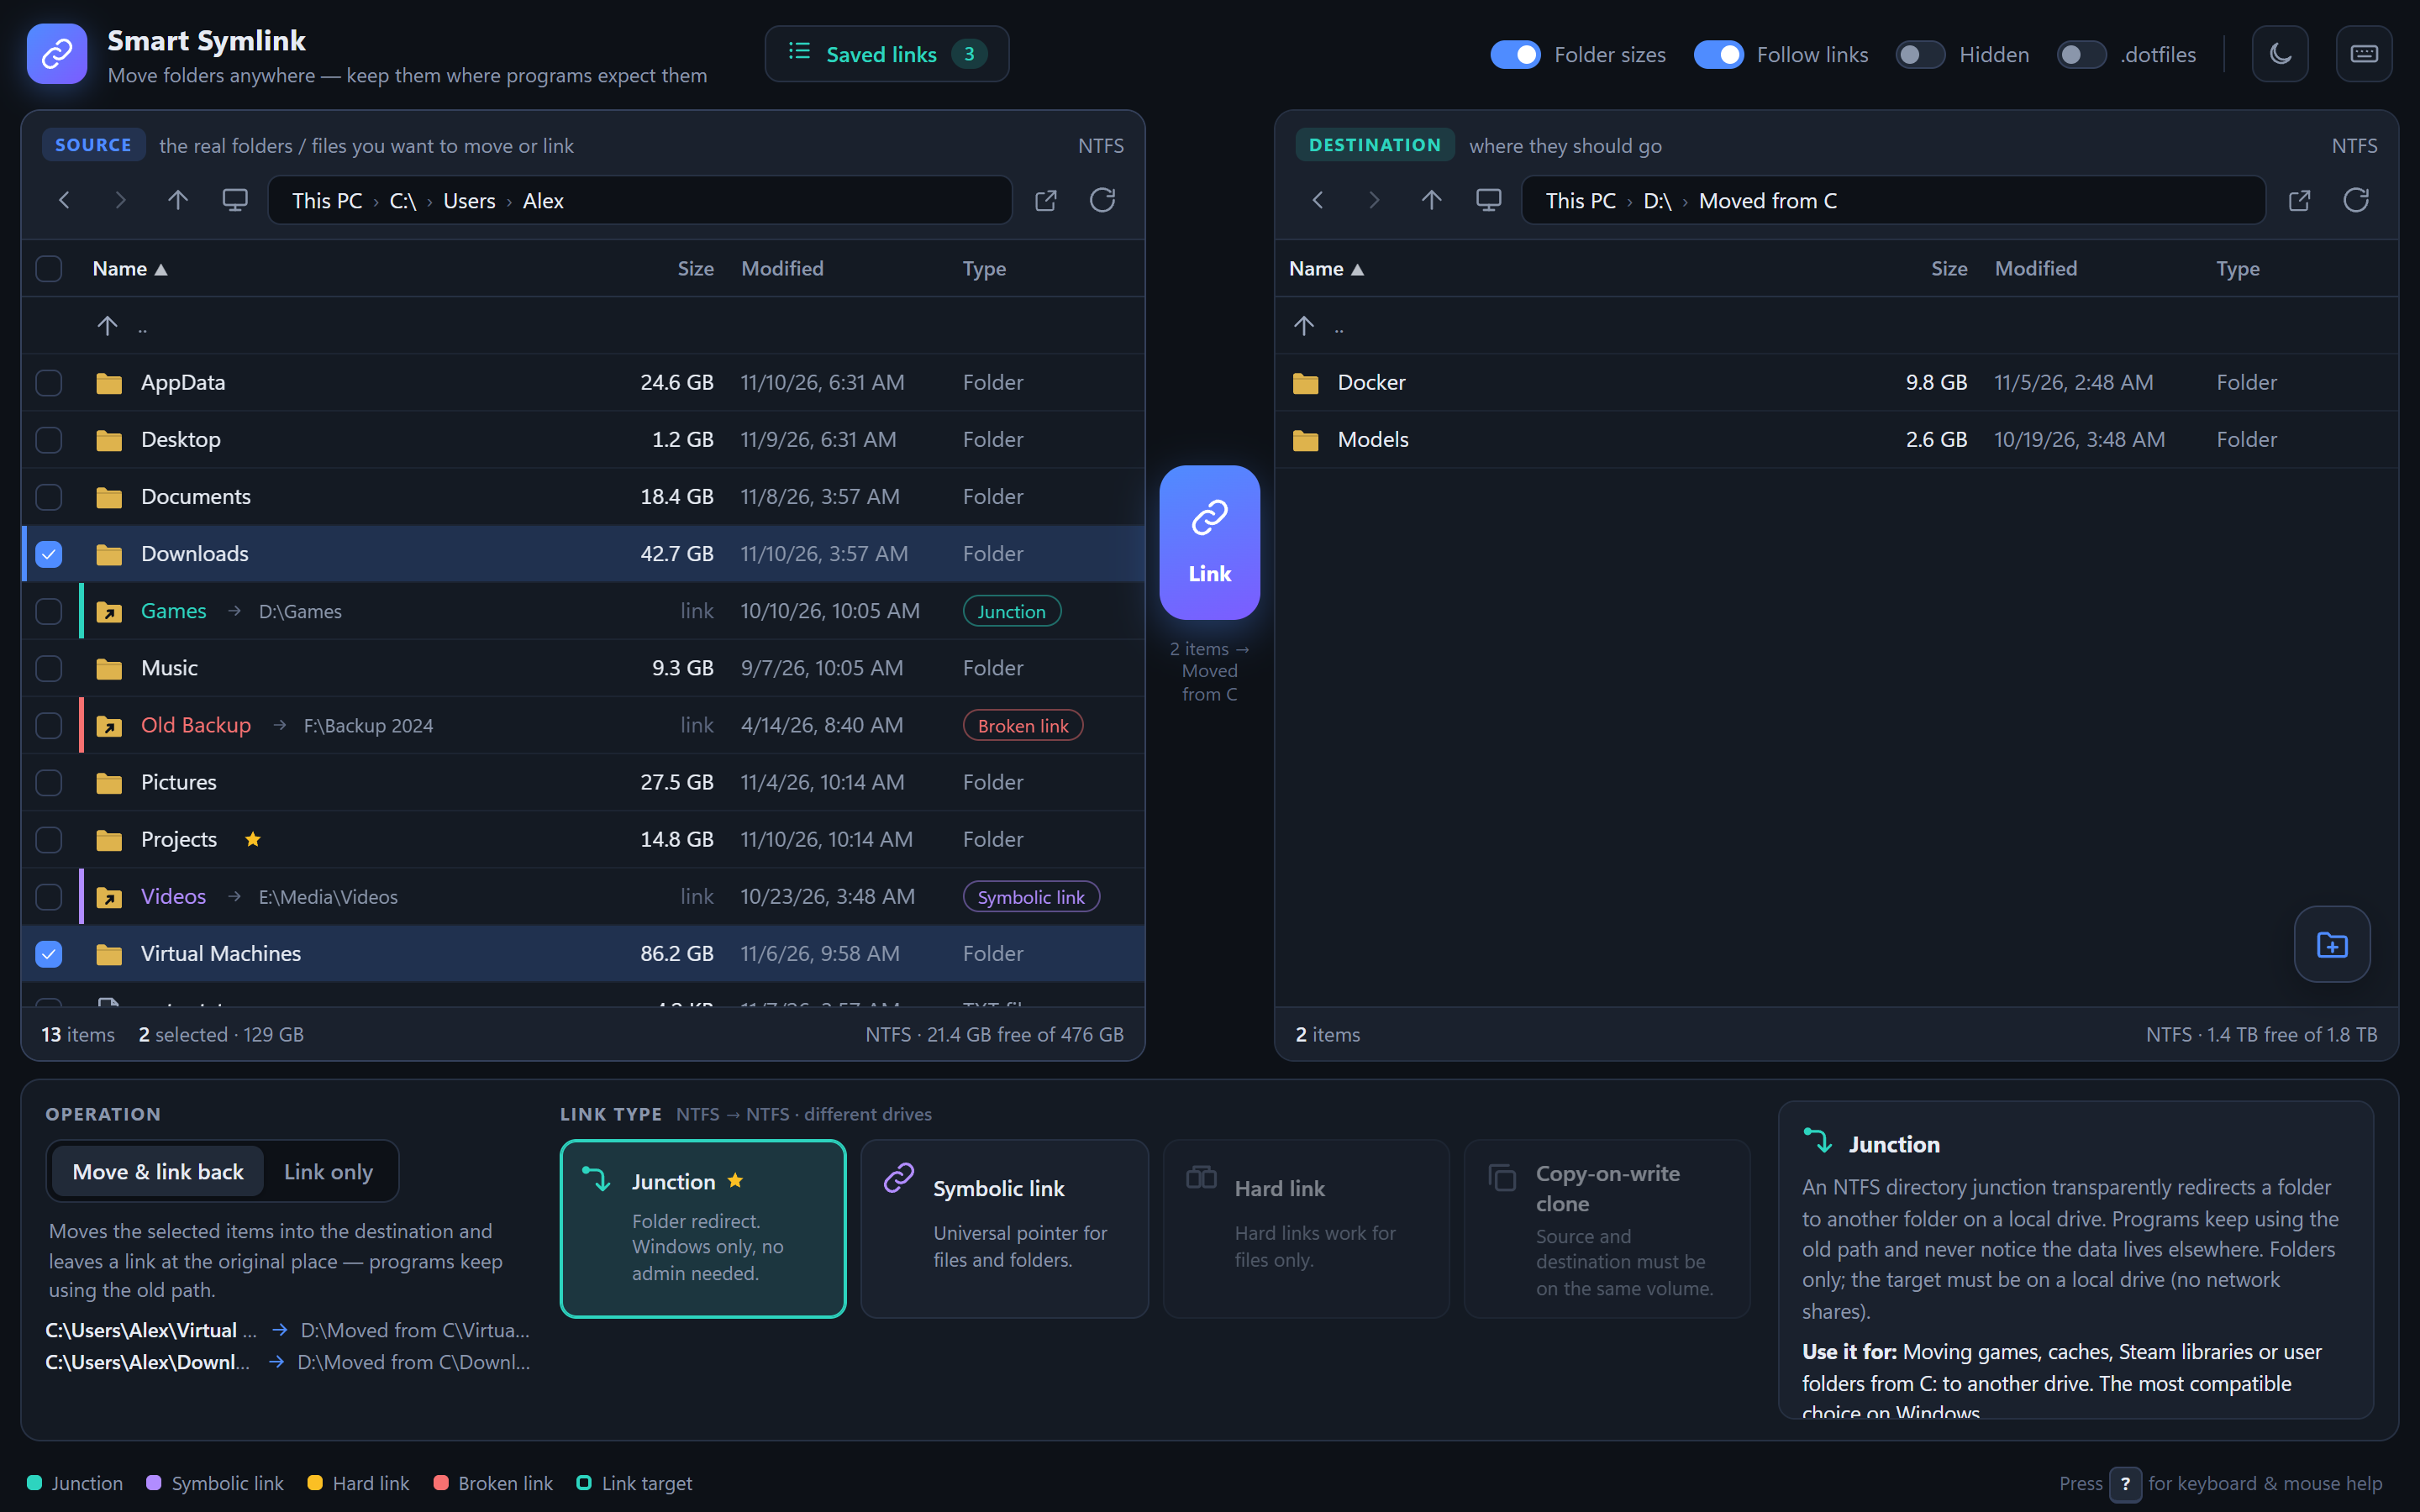 Smart Symlink
Move folders anywhere — keep them where programs expect them
Saved links 3
Folder sizes Follow links Hidden .dotfiles
SOURCE the real folders / files you want to move or link NTFS
This PC › C:\ › Users › Alex
Name ▲ Size Modified Type
..
AppData 24.6 GB 11/10/26, 6:31 AM Folder
Desktop 1.2 GB 11/9/26, 6:31 AM Folder
Documents 18.4 GB 11/8/26, 3:57 AM Folder
Downloads 42.7 GB 11/10/26, 3:57 AM Folder
Games → D:\Games link 10/10/26, 10:05 AM Junction
Music 9.3 GB 9/7/26, 10:05 AM Folder
Old Backup → F:\Backup 2024 link 4/14/26, 8:40 AM Broken link
Pictures 27.5 GB 11/4/26, 10:14 AM Folder
Projects 14.8 GB 11/10/26, 10:14 AM Folder
Videos → E:\Media\Videos link 10/23/26, 3:48 AM Symbolic link
Virtual Machines 86.2 GB 11/6/26, 9:58 AM Folder
13 items 2 selected · 129 GB NTFS · 21.4 GB free of 476 GB
Link
2 items →
Moved
from C
DESTINATION where they should go NTFS
This PC › D:\ › Moved from C
Name ▲ Size Modified Type
..
Docker 9.8 GB 11/5/26, 2:48 AM Folder
Models 2.6 GB 10/19/26, 3:48 AM Folder
2 items NTFS · 1.4 TB free of 1.8 TB
OPERATION
Move & link back Link only
Moves the selected items into the destination and
leaves a link at the original place — programs keep
using the old path.
C:\Users\Alex\Virtual ... → D:\Moved from C\Virtua...
C:\Users\Alex\Downl... → D:\Moved from C\Downl...
LINK TYPE NTFS → NTFS · different drives
Junction
Folder redirect.
Windows only, no
admin needed.
Symbolic link
Universal pointer for
files and folders.
Hard link
Hard links work for
files only.
Copy-on-write
clone
Source and
destination must be
on the same volume.
Junction
An NTFS directory junction transparently redirects a folder
to another folder on a local drive. Programs keep using the
old path and never notice the data lives elsewhere. Folders
only; the target must be on a local drive (no network
shares).
Use it for: Moving games, caches, Steam libraries or user
folders from C: to another drive. The most compatible
choice on Windows
Junction Symbolic link Hard link Broken link Link target
Press ? for keyboard & mouse help